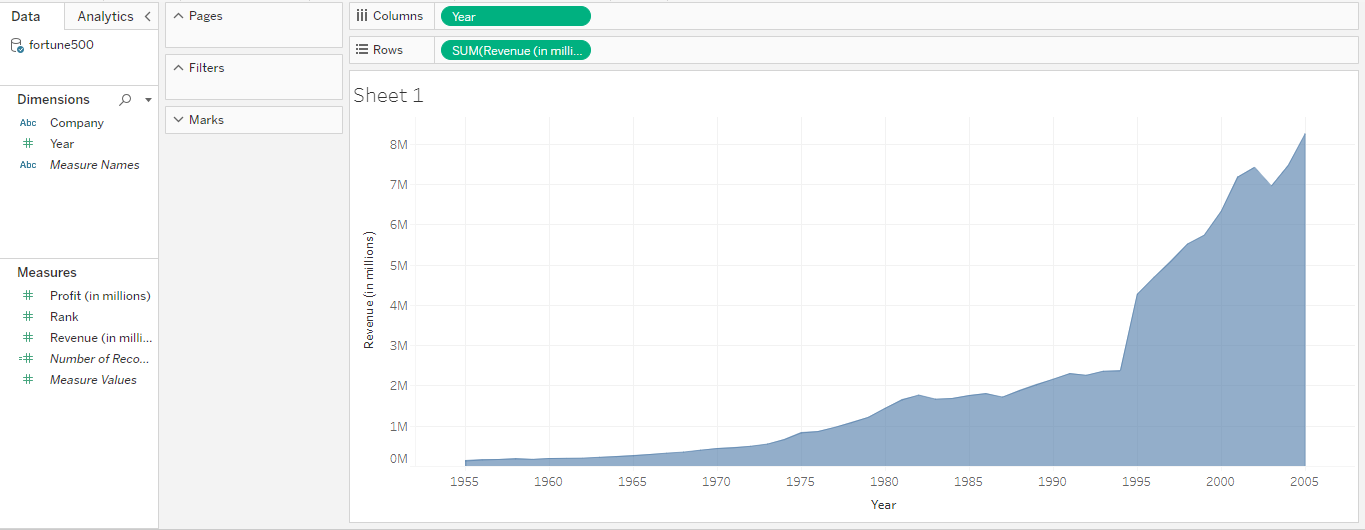 Data
Analytics
fortune500
Dimensions
Abc Company
Year
Abc Measure Names
Measures
Profit (in millions)
Rank
Revenue (in milli...
=# Number of Reco...
Measure Values
Pages
Filters
Marks
Columns
Year
Rows
SUM(Revenue (in milli...
Sheet 1
Revenue (in millions)
8M
7M
6M
5M
4M
3M
2M
1M
0M
1955 1960 1965 1970 1975 1980 1985 1990 1995 2000 2005
Year